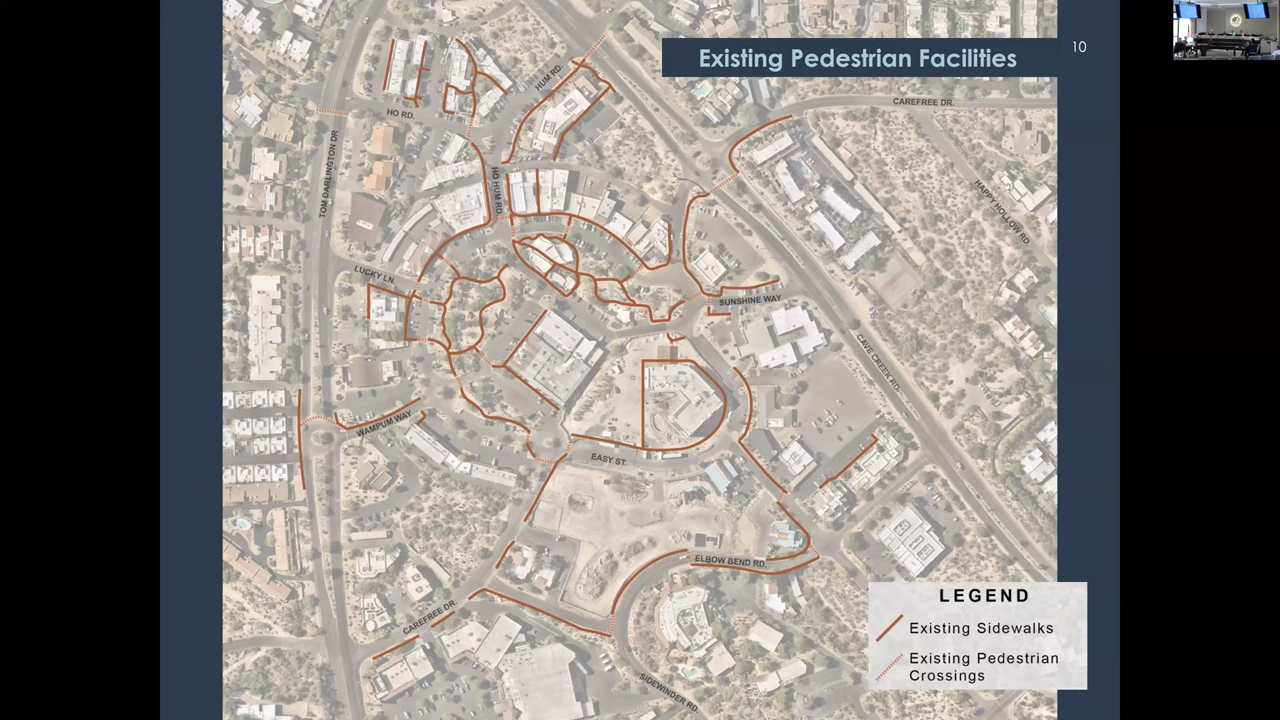 Existing Pedestrian Facilities
10
HUM RD.
CAREFREE DR.
HO RD.
TOM DARLINGTON DR
HO HUM RD.
HAPPY HOLLOW RD.
LUCKY LN.
SUNSHINE WAY
CAVE CREEK RD.
WAMPUM WAY
EASY ST.
ELBOW BEND RD.
CAREFREE DR.
SIDEWINDER RD.
LEGEND
Existing Sidewalks
Existing Pedestrian
Crossings